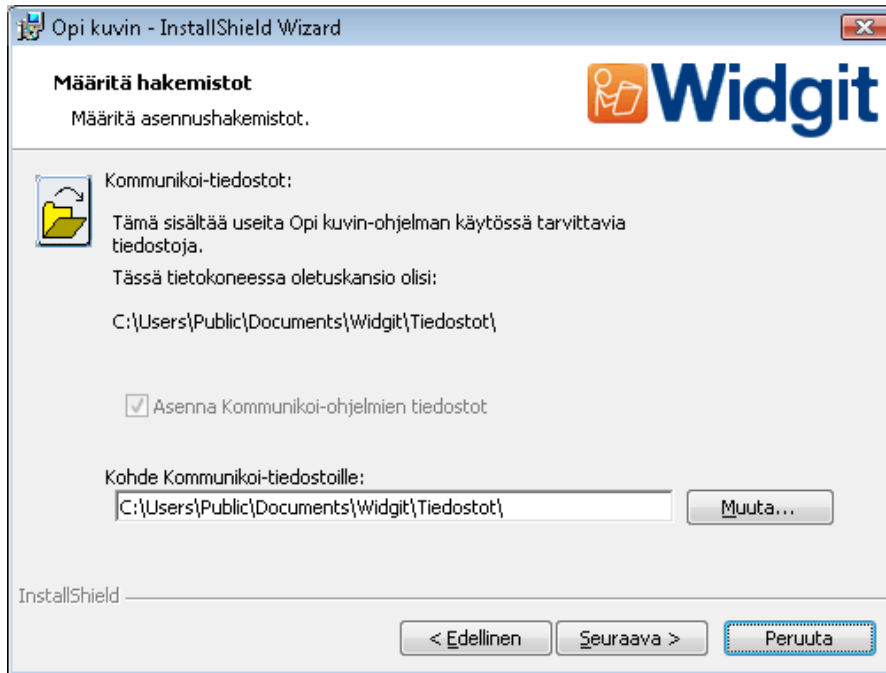 Opi kuvin - InstallShield Wizard
Määritä hakemistot
Määritä asennushakemistot.
Widgit
Kommunikoi-tiedostot:
Tämä sisältää useita Opi kuvin-ohjelman käytössä tarvittavia
tiedostoja.
Tässä tietokoneessa oletuskansio olisi:
C:\Users\Public\Documents\Widgit\Tiedostot\
Asenna Kommunikoi-ohjelmien tiedostot
Kohde Kommunikoi-tiedostoille:
C:\Users\Public\Documents\Widgit\Tiedostot\
Muuta...
InstallShield
< Edellinen
Seuraava >
Peruuta